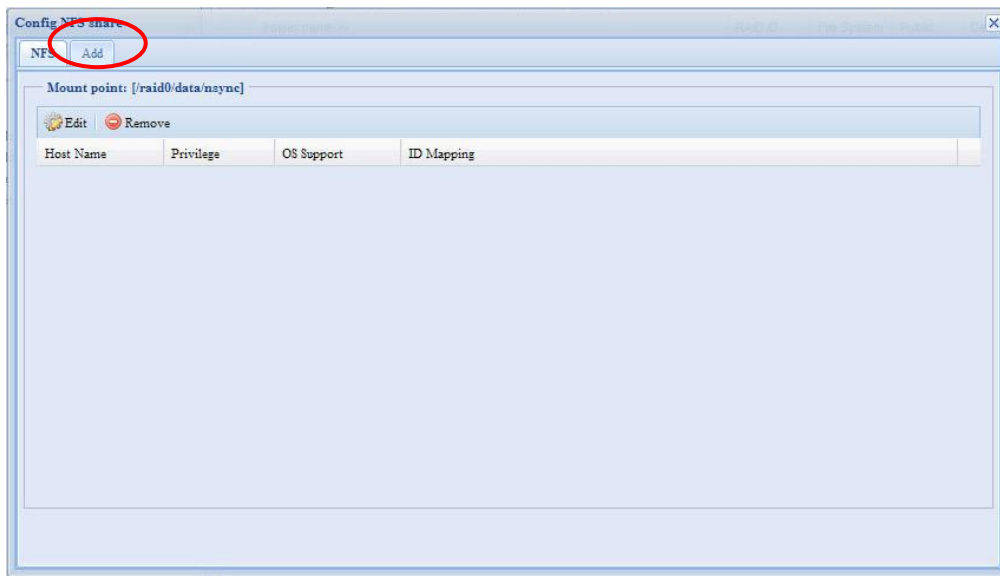 Config NFS share
NFS Add
Mount point: [/raid0/data/nsync]
Edit Remove
Host Name Privilege OS Support ID Mapping